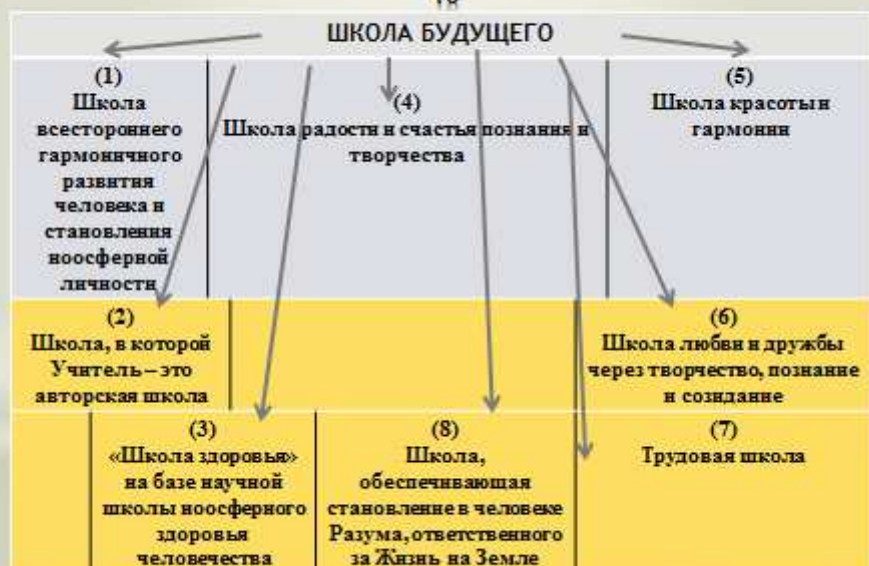 ШКОЛА БУДУЩЕГО
(1)
Школа
всестороннего
гармоничного
развития
человека и
становления
ноосферной
личности
(4)
Школа радости и счастья познания и
творчества
(5)
Школа красоты и
гармонии
(2)
Школа, в которой
Учитель – это
авторская школа
(6)
Школа любви и дружбы
через творчество, познание
и созидание
(3)
«Школа здоровья»
на базе научной
школы ноосферного
здоровья
человечества
(8)
Школа,
обеспечивающая
становление в человеке
Разума, ответственного
за Жизнь на Земле
(7)
Трудовая школа